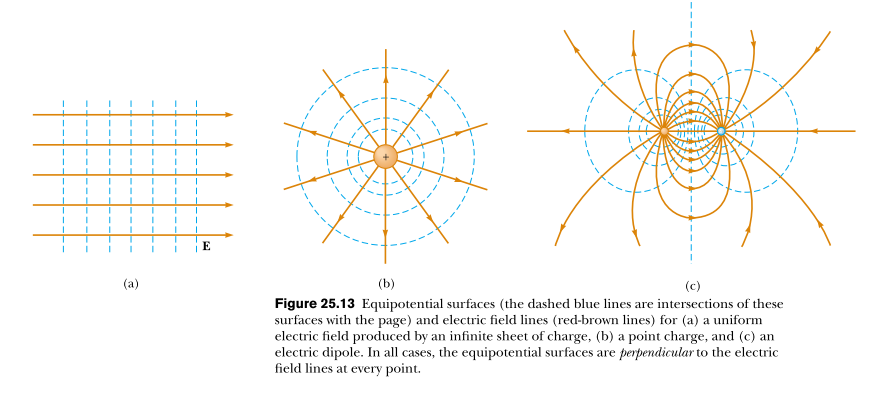 E
+
(a)
(b)
(c)
Figure 25.13 Equipotential surfaces (the dashed blue lines are intersections of these
surfaces with the page) and electric field lines (red-brown lines) for (a) a uniform
electric field produced by an infinite sheet of charge, (b) a point charge, and (c) an
electric dipole. In all cases, the equipotential surfaces are perpendicular to the electric
field lines at every point.